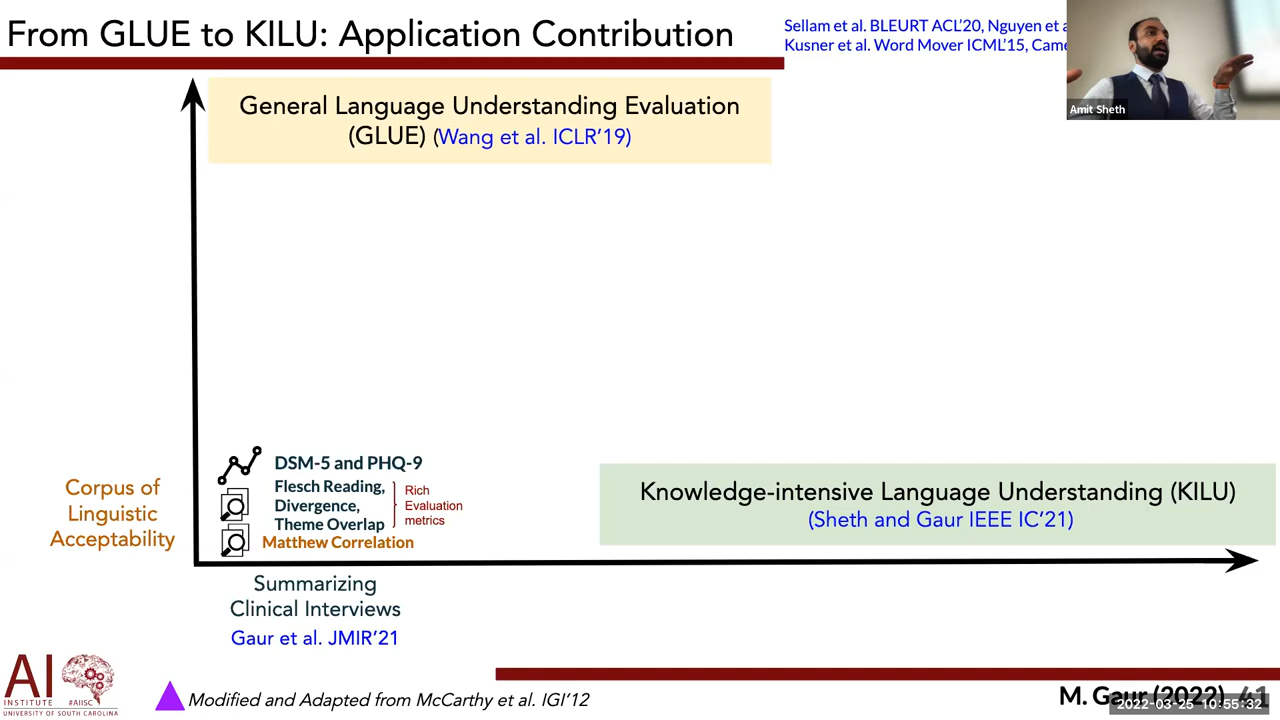 From GLUE to KILU: Application Contribution
Sellam et al. BLEURT ACL'20, Nguyen et
Kusner et al. Word Mover ICML'15,
Amit Sheth
General Language Understanding Evaluation
(GLUE) (Wang et al. ICLR'19)
DSM-5 and PHQ-9
Flesch Reading,
Divergence,
Theme Overlap
Rich
Evaluation
metrics
Matthew Correlation
Corpus of
Linguistic
Acceptability
Knowledge-intensive Language Understanding (KILU)
(Sheth and Gaur IEEE IC'21)
Summarizing
Clinical Interviews
Gaur et al. JMIR'21
AI
INSTITUTE #AIISC
UNIVERSITY OF SOUTH CAROLINA
Modified and Adapted from McCarthy et al. IGI'12
M. Gaur (2022) 41
2022-03-25 10:55:32